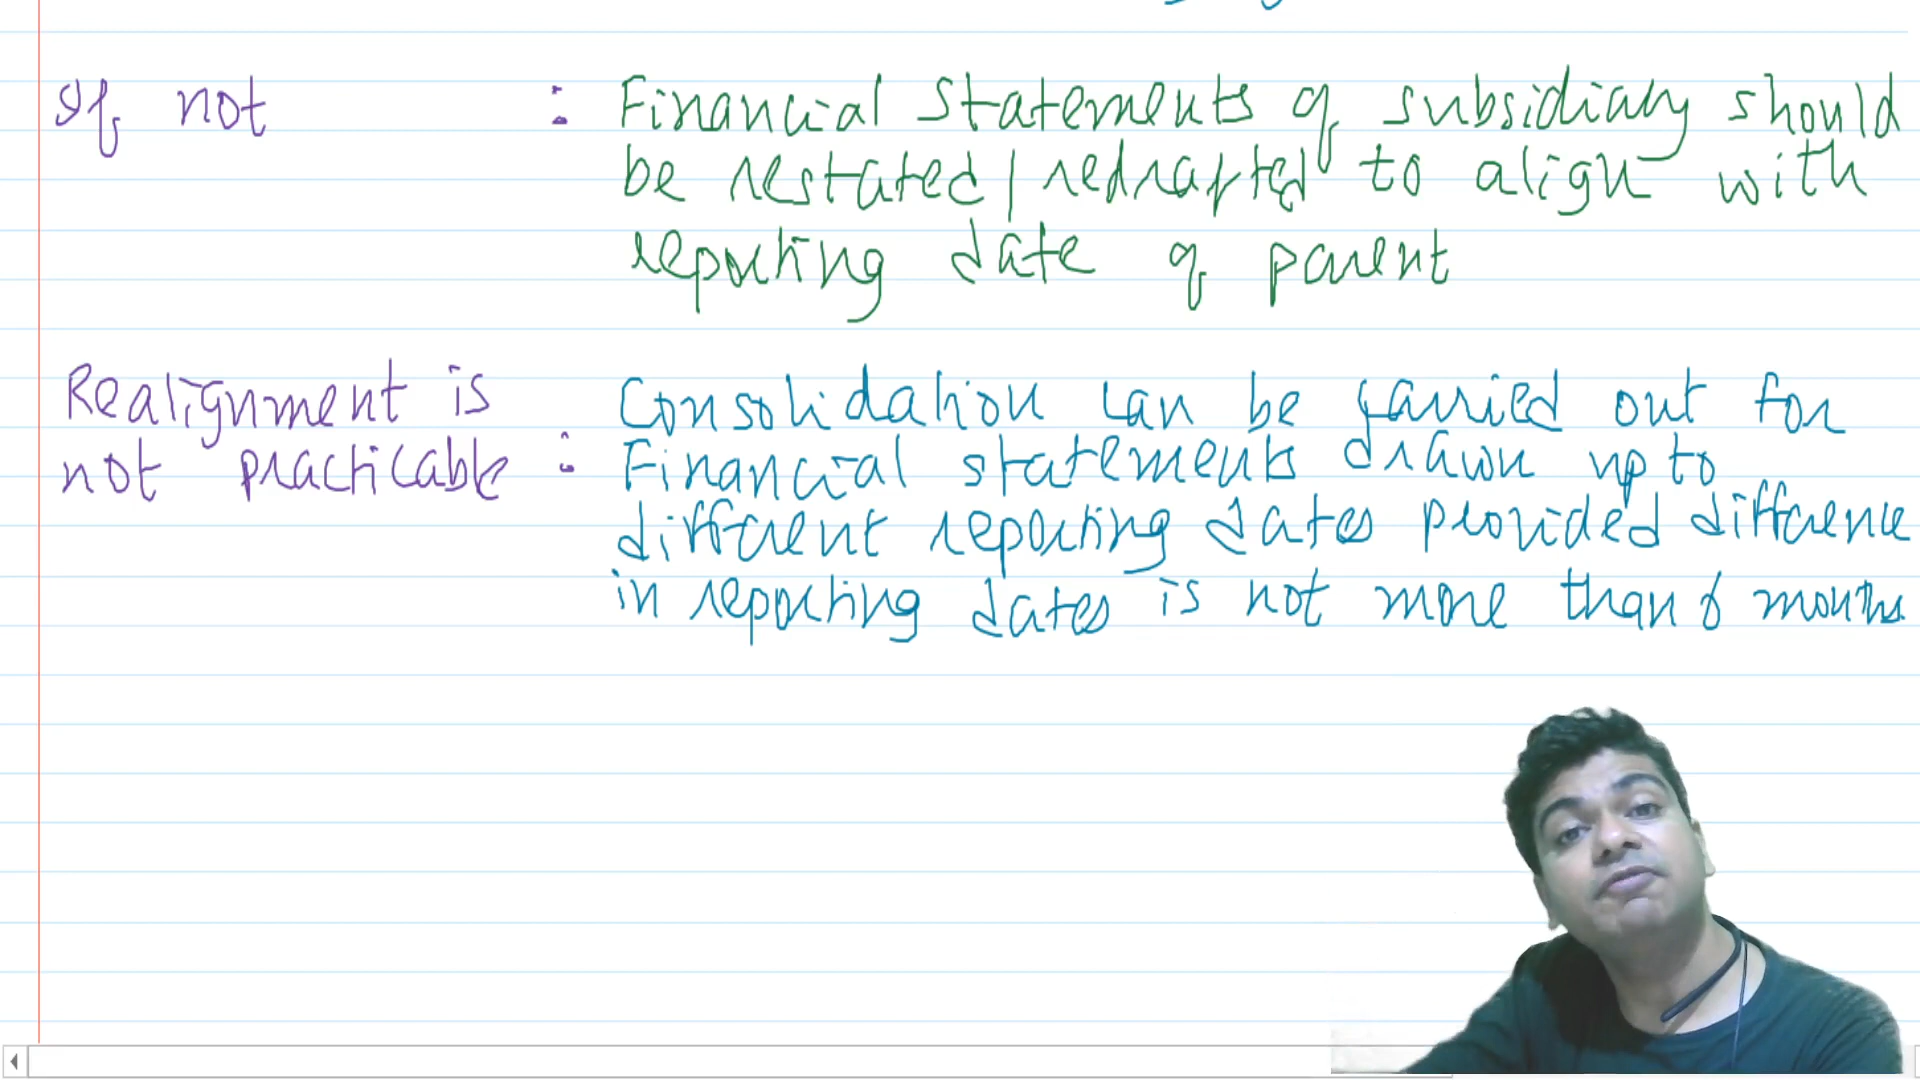 If not : Financial Statements of subsidiary should
be restated/redrafted to align with
reporting date of parent
Realignment is
not practicable : Consolidation can be carried out for
Financial statements drawn up to
different reporting dates provided difference
in reporting dates is not more than 6 months